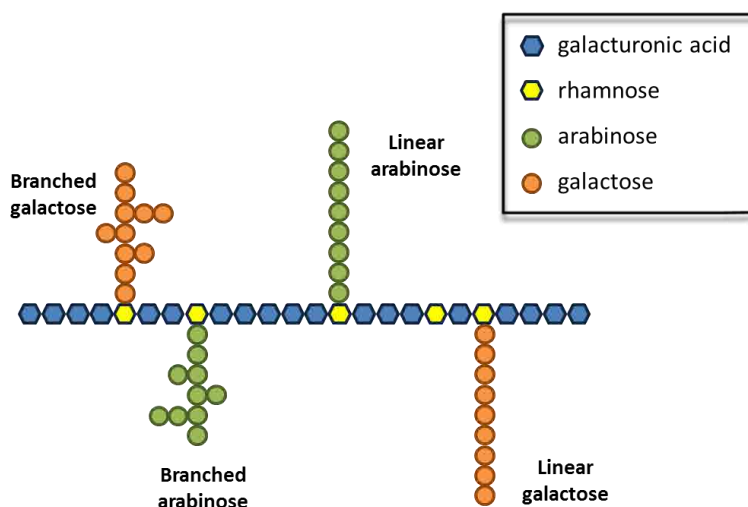 galacturonic acid
rhamnose
arabinose
galactose
Linear
arabinose
Branched
galactose
Branched
arabinose
Linear
galactose